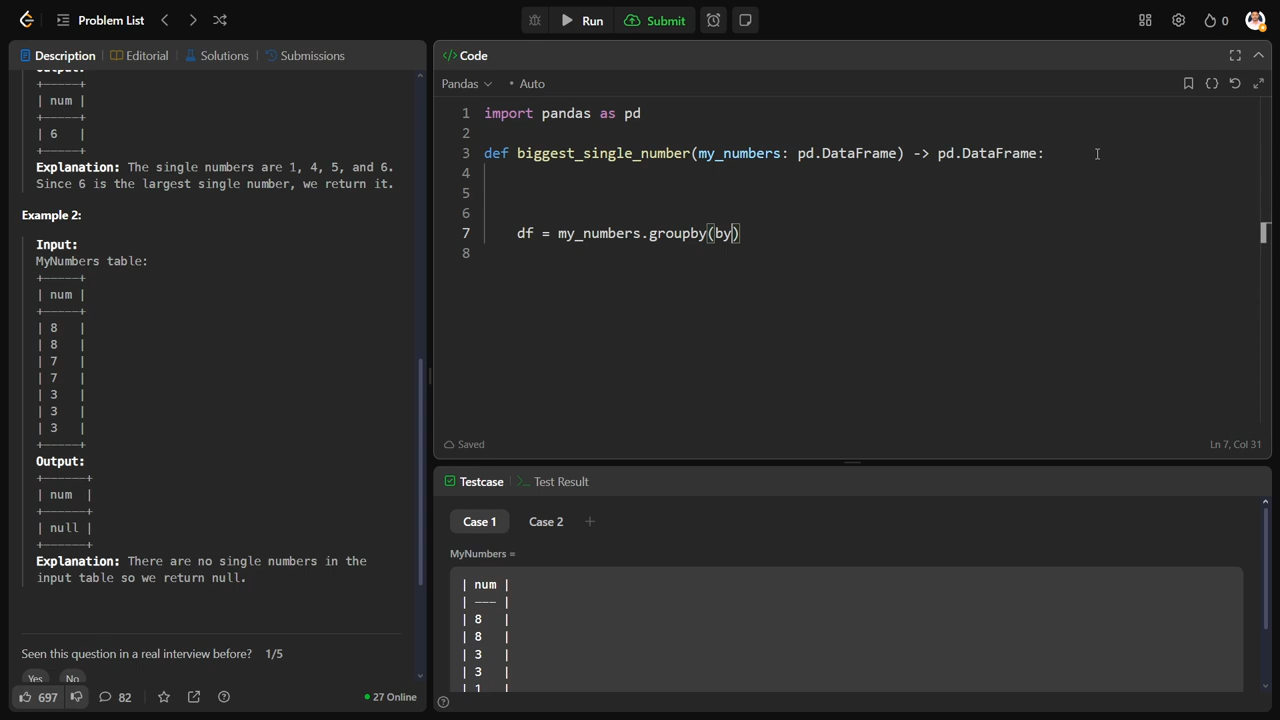 Problem List
Run
Submit
0
Description
Editorial
Solutions
Submissions
Output:
+-----+
| num |
+-----+
| 6   |
+-----+
Explanation: The single numbers are 1, 4, 5, and 6.
Since 6 is the largest single number, we return it.
Example 2:
Input:
MyNumbers table:
+-----+
| num |
+-----+
| 8   |
| 8   |
| 7   |
| 7   |
| 3   |
| 3   |
| 3   |
+-----+
Output:
+------+
| num  |
+------+
| null |
+------+
Explanation: There are no single numbers in the
input table so we return null.
Seen this question in a real interview before? 1/5
Yes No
697
82
27 Online
</> Code
Pandas
• Auto
1 import pandas as pd
2
3 def biggest_single_number(my_numbers: pd.DataFrame) -> pd.DataFrame:
4
5
6
7     df = my_numbers.groupby(by)
8
Saved
Ln 7, Col 31
Testcase
Test Result
Case 1
Case 2
MyNumbers =
| num |
| --- |
| 8   |
| 8   |
| 3   |
| 3   |
| 1   |